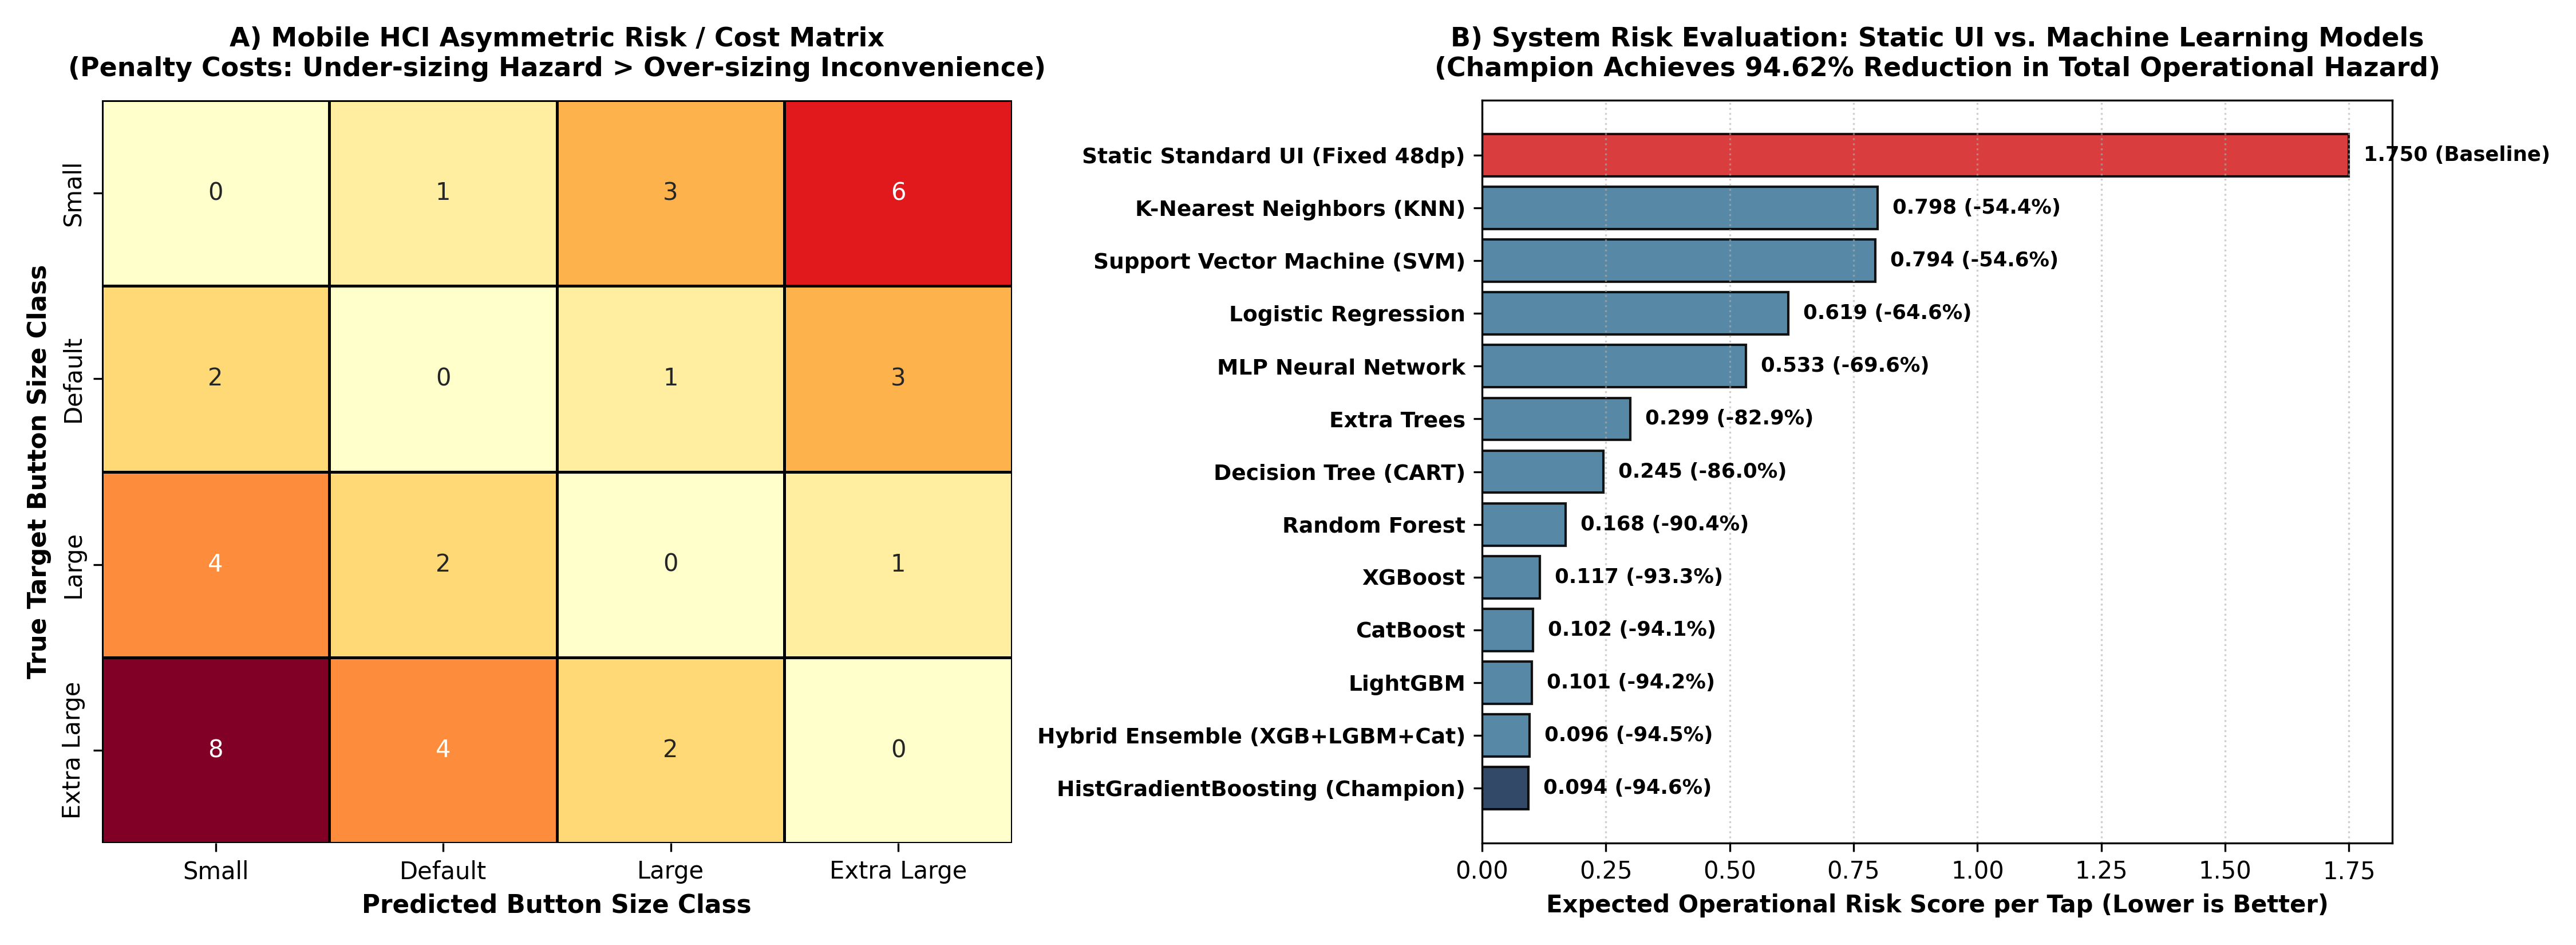 A) Mobile HCI Asymmetric Risk / Cost Matrix
(Penalty Costs: Under-sizing Hazard > Over-sizing Inconvenience)
True Target Button Size Class
Small
0 1 3 6
Default
2 0 1 3
Large
4 2 0 1
Extra Large
8 4 2 0
Small Default Large Extra Large
Predicted Button Size Class
B) System Risk Evaluation: Static UI vs. Machine Learning Models
(Champion Achieves 94.62% Reduction in Total Operational Hazard)
Static Standard UI (Fixed 48dp) 1.750 (Baseline)
K-Nearest Neighbors (KNN) 0.798 (-54.4%)
Support Vector Machine (SVM) 0.794 (-54.6%)
Logistic Regression 0.619 (-64.6%)
MLP Neural Network 0.533 (-69.6%)
Extra Trees 0.299 (-82.9%)
Decision Tree (CART) 0.245 (-86.0%)
Random Forest 0.168 (-90.4%)
XGBoost 0.117 (-93.3%)
CatBoost 0.102 (-94.1%)
LightGBM 0.101 (-94.2%)
Hybrid Ensemble (XGB+LGBM+Cat) 0.096 (-94.5%)
HistGradientBoosting (Champion) 0.094 (-94.6%)
0.00 0.25 0.50 0.75 1.00 1.25 1.50 1.75
Expected Operational Risk Score per Tap (Lower is Better)